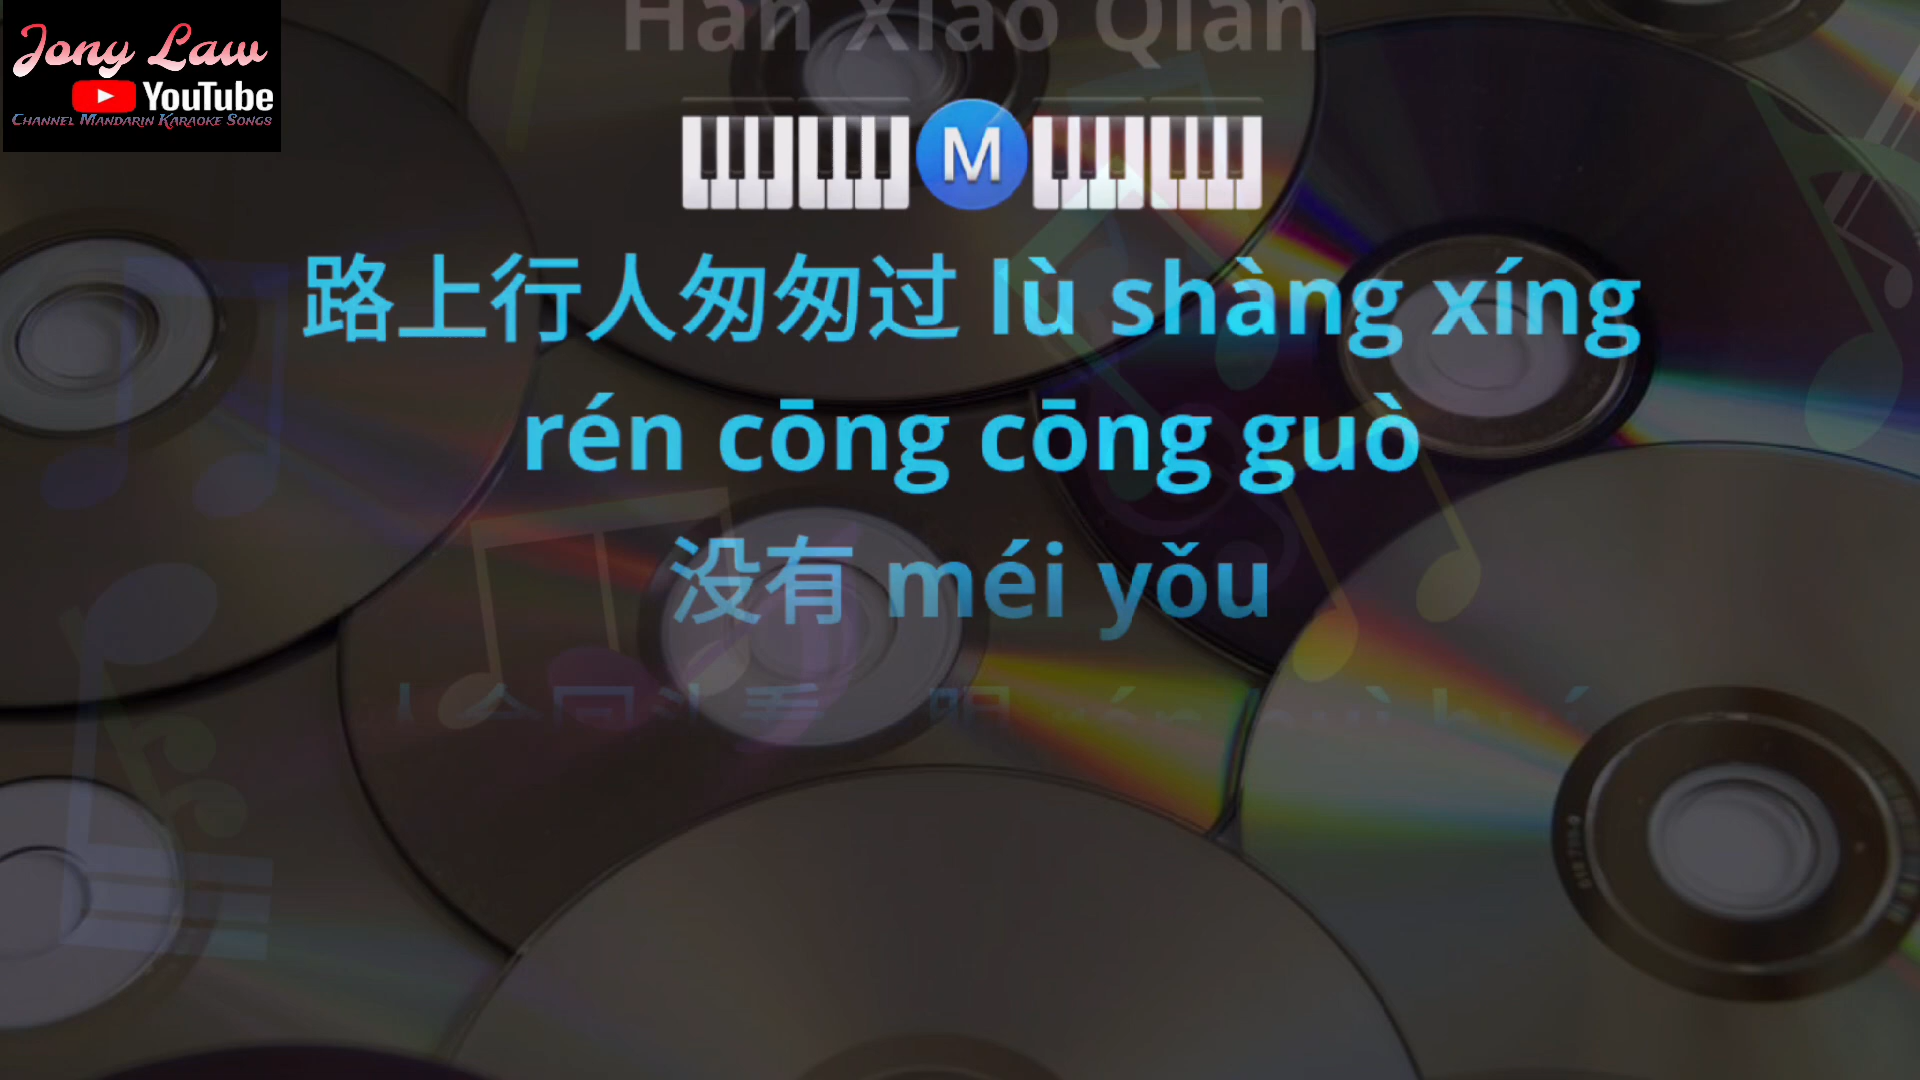 Jony Law
YouTube
Channel Mandarin Karaoke Songs
Han Xiao Qian
M
路上行人匆匆过 lù shàng xíng
rén cōng cōng guò
没有 méi yǒu